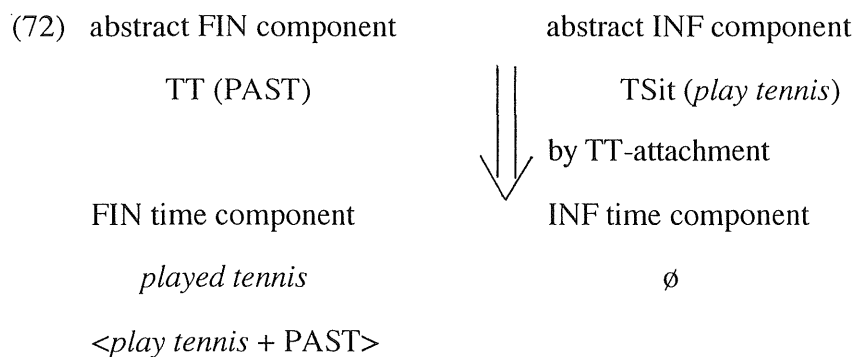 (72) abstract FIN component abstract INF component
TT (PAST) TSit (play tennis)
by TT-attachment
FIN time component INF time component
played tennis ø
<play tennis + PAST>